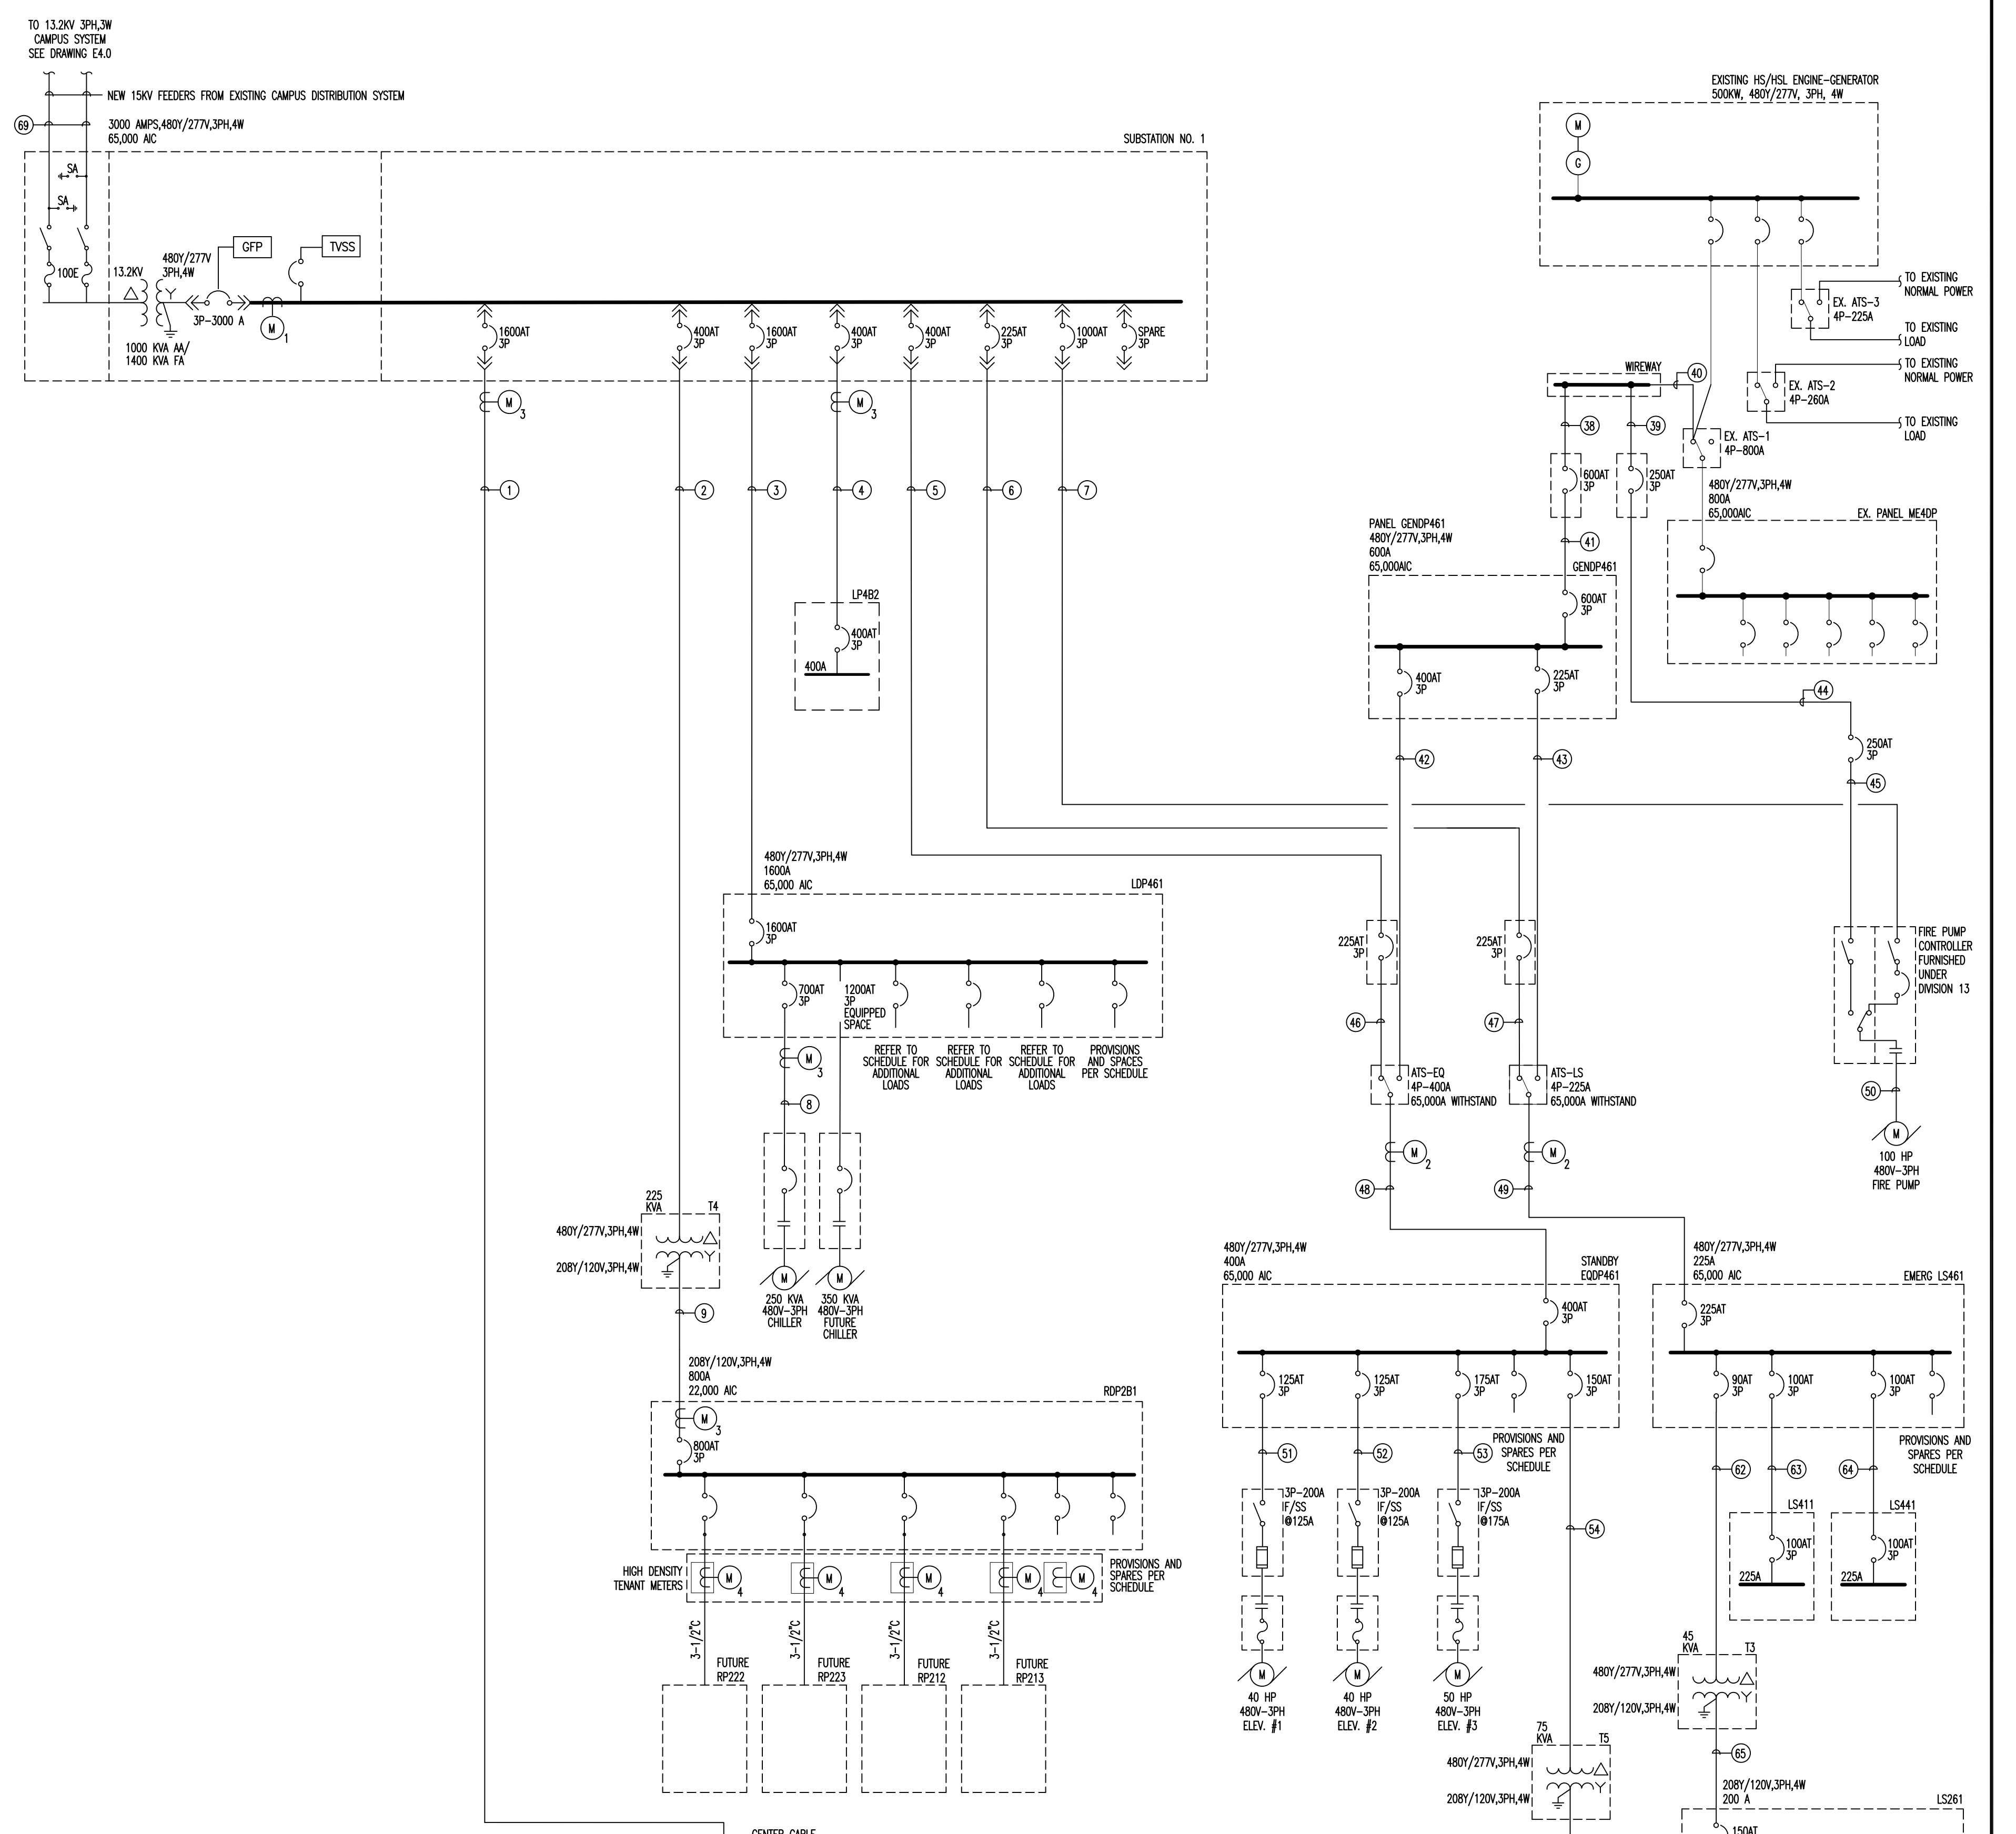 TO 13.2KV 3PH,3W
CAMPUS SYSTEM
SEE DRAWING E4.0
NEW 15KV FEEDERS FROM EXISTING CAMPUS DISTRIBUTION SYSTEM
69
3000 AMPS,480Y/277V,3PH,4W
65,000 AIC
SUBSTATION NO. 1
SA
SA
100E
13.2KV
480Y/277V
3PH,4W
GFP
TVSS
3P-3000 A
M
1
1000 KVA AA/
1400 KVA FA
1600AT
3P
400AT
3P
1600AT
3P
400AT
3P
400AT
3P
225AT
3P
1000AT
3P
SPARE
3P
M
3
M
3
1
2
3
4
5
6
7
LP4B2
400AT
3P
400A
EXISTING HS/HSL ENGINE-GENERATOR
500KW, 480Y/277V, 3PH, 4W
M
G
TO EXISTING
NORMAL POWER
EX. ATS-3
4P-225A
TO EXISTING
LOAD
TO EXISTING
NORMAL POWER
EX. ATS-2
4P-260A
TO EXISTING
LOAD
WIREWAY
40
38
39
EX. ATS-1
4P-800A
600AT
3P
250AT
3P
480Y/277V,3PH,4W
800A
65,000AIC
EX. PANEL ME4DP
41
PANEL GENDP461
480Y/277V,3PH,4W
600A
65,000AIC
GENDP461
600AT
3P
400AT
3P
225AT
3P
44
42
43
250AT
3P
45
480Y/277V,3PH,4W
1600A
65,000 AIC
LDP461
1600AT
3P
700AT
3P
1200AT
3P
EQUIPPED
SPACE
REFER TO
SCHEDULE FOR
ADDITIONAL
LOADS
REFER TO
SCHEDULE FOR
ADDITIONAL
LOADS
REFER TO
SCHEDULE FOR
ADDITIONAL
LOADS
PROVISIONS
AND SPACES
PER SCHEDULE
M
3
8
M
250 KVA
480V-3PH
CHILLER
M
350 KVA
480V-3PH
FUTURE
CHILLER
225AT
3P
225AT
3P
46
47
ATS-EQ
4P-400A
65,000A WITHSTAND
ATS-LS
4P-225A
65,000A WITHSTAND
M
2
M
2
48
49
FIRE PUMP
CONTROLLER
FURNISHED
UNDER
DIVISION 13
50
M
100 HP
480V-3PH
FIRE PUMP
225
KVA
T4
480Y/277V,3PH,4W
208Y/120V,3PH,4W
9
208Y/120V,3PH,4W
800A
22,000 AIC
RDP2B1
M
3
800AT
3P
HIGH DENSITY
TENANT METERS
M
4
M
4
M
4
M
4
M
4
PROVISIONS AND
SPARES PER
SCHEDULE
3-1/2"C
3-1/2"C
3-1/2"C
3-1/2"C
FUTURE
RP222
FUTURE
RP223
FUTURE
RP212
FUTURE
RP213
CENTER CABLE
480Y/277V,3PH,4W
400A
65,000 AIC
STANDBY
EQDP461
400AT
3P
125AT
3P
125AT
3P
175AT
3P
150AT
3P
PROVISIONS AND
SPARES PER
SCHEDULE
51
52
53
54
3P-200A
F/SS
@125A
3P-200A
F/SS
@125A
3P-200A
F/SS
@175A
M
40 HP
480V-3PH
ELEV. #1
M
40 HP
480V-3PH
ELEV. #2
M
50 HP
480V-3PH
ELEV. #3
75
KVA
T5
480Y/277V,3PH,4W
208Y/120V,3PH,4W
480Y/277V,3PH,4W
225A
65,000 AIC
EMERG LS461
225AT
3P
90AT
3P
100AT
3P
100AT
3P
PROVISIONS AND
SPARES PER
SCHEDULE
62
63
64
LS411
100AT
3P
225A
LS441
100AT
3P
225A
45
KVA
T3
480Y/277V,3PH,4W
208Y/120V,3PH,4W
65
208Y/120V,3PH,4W
200 A
LS261
150AT